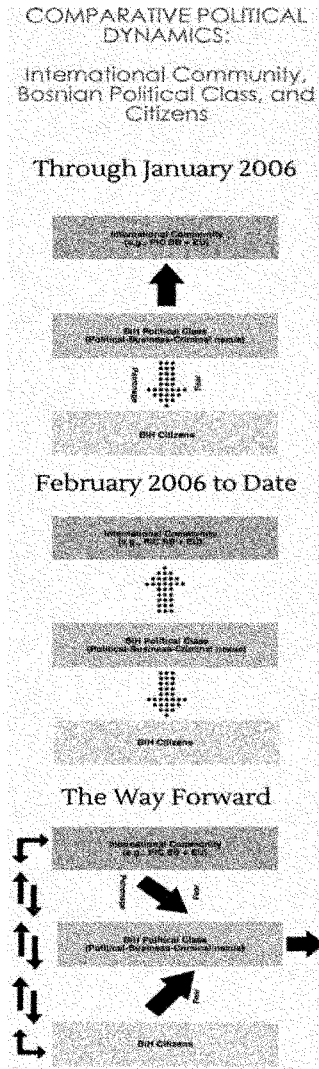 COMPARATIVE POLITICAL
DYNAMICS:
International Community,
Bosnian Political Class, and
Citizens
Through January 2006
International Community
(e.g., PIC SB + EU)
BiH Political Class
(Political-Business-Criminal nexus)
BiH Citizens
February 2006 to Date
International Community
(e.g., PIC SB + EU)
BiH Political Class
(Political-Business-Criminal nexus)
BiH Citizens
The Way Forward
International Community
(e.g., PIC SB + EU)
BiH Political Class
(Political-Business-Criminal nexus)
BiH Citizens